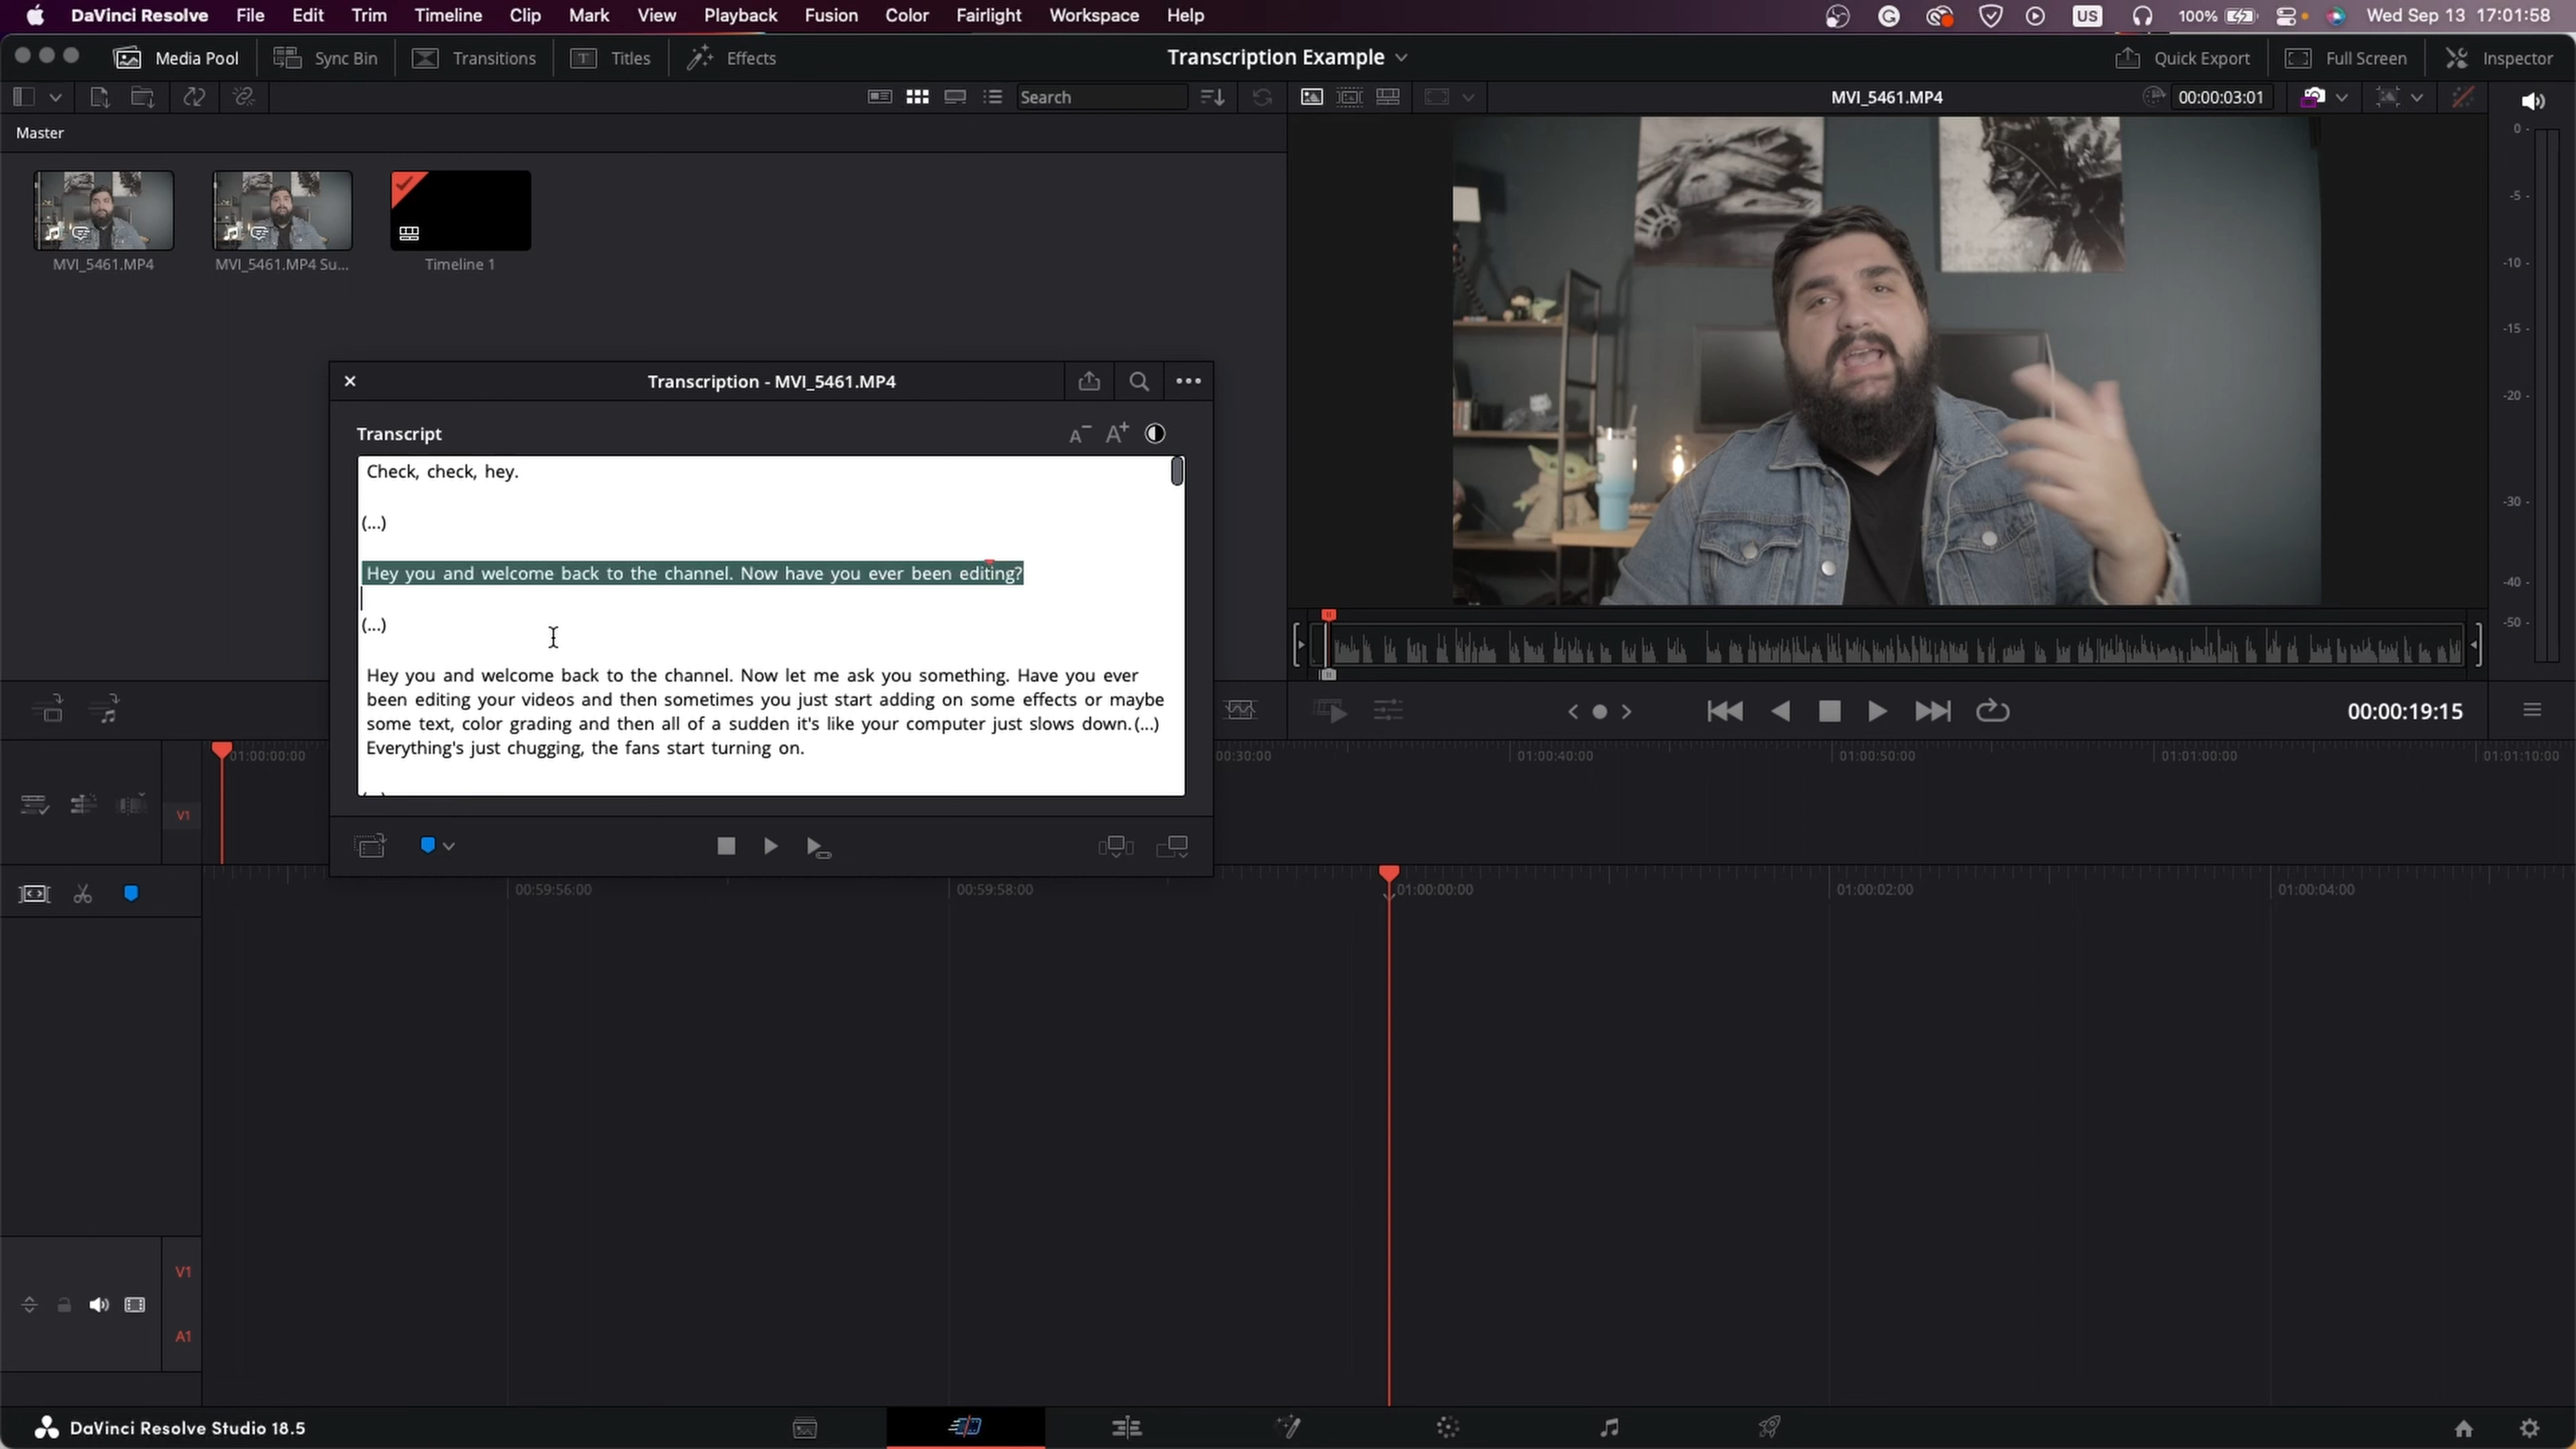 DaVinci Resolve File Edit Trim Timeline Clip Mark View Playback Fusion Color Fairlight Workspace Help US 100% Wed Sep 13 17:01:58
Media Pool Sync Bin Transitions Titles Effects Transcription Example Quick Export Full Screen Inspector
Search MVI_5461.MP4 00:00:03:01
Master
0
-5
-10
-15
-20
-30
-40
-50
MVI_5461.MP4 MVI_5461.MP4 Su... Timeline 1
Transcription - MVI_5461.MP4
Transcript A− A+
Check, check, hey.
(...)
Hey you and welcome back to the channel. Now have you ever been editing?
(...)
Hey you and welcome back to the channel. Now let me ask you something. Have you ever
been editing your videos and then sometimes you just start adding on some effects or maybe
some text, color grading and then all of a sudden it's like your computer just slows down.(...)
Everything's just chugging, the fans start turning on.
00:00:19:15
01:00:00:00 00:30:00 01:00:40:00 01:00:50:00 01:01:00:00 01:01:10:00
V1
00:59:56:00 00:59:58:00 01:00:00:00 01:00:02:00 01:00:04:00
V1
A1
DaVinci Resolve Studio 18.5